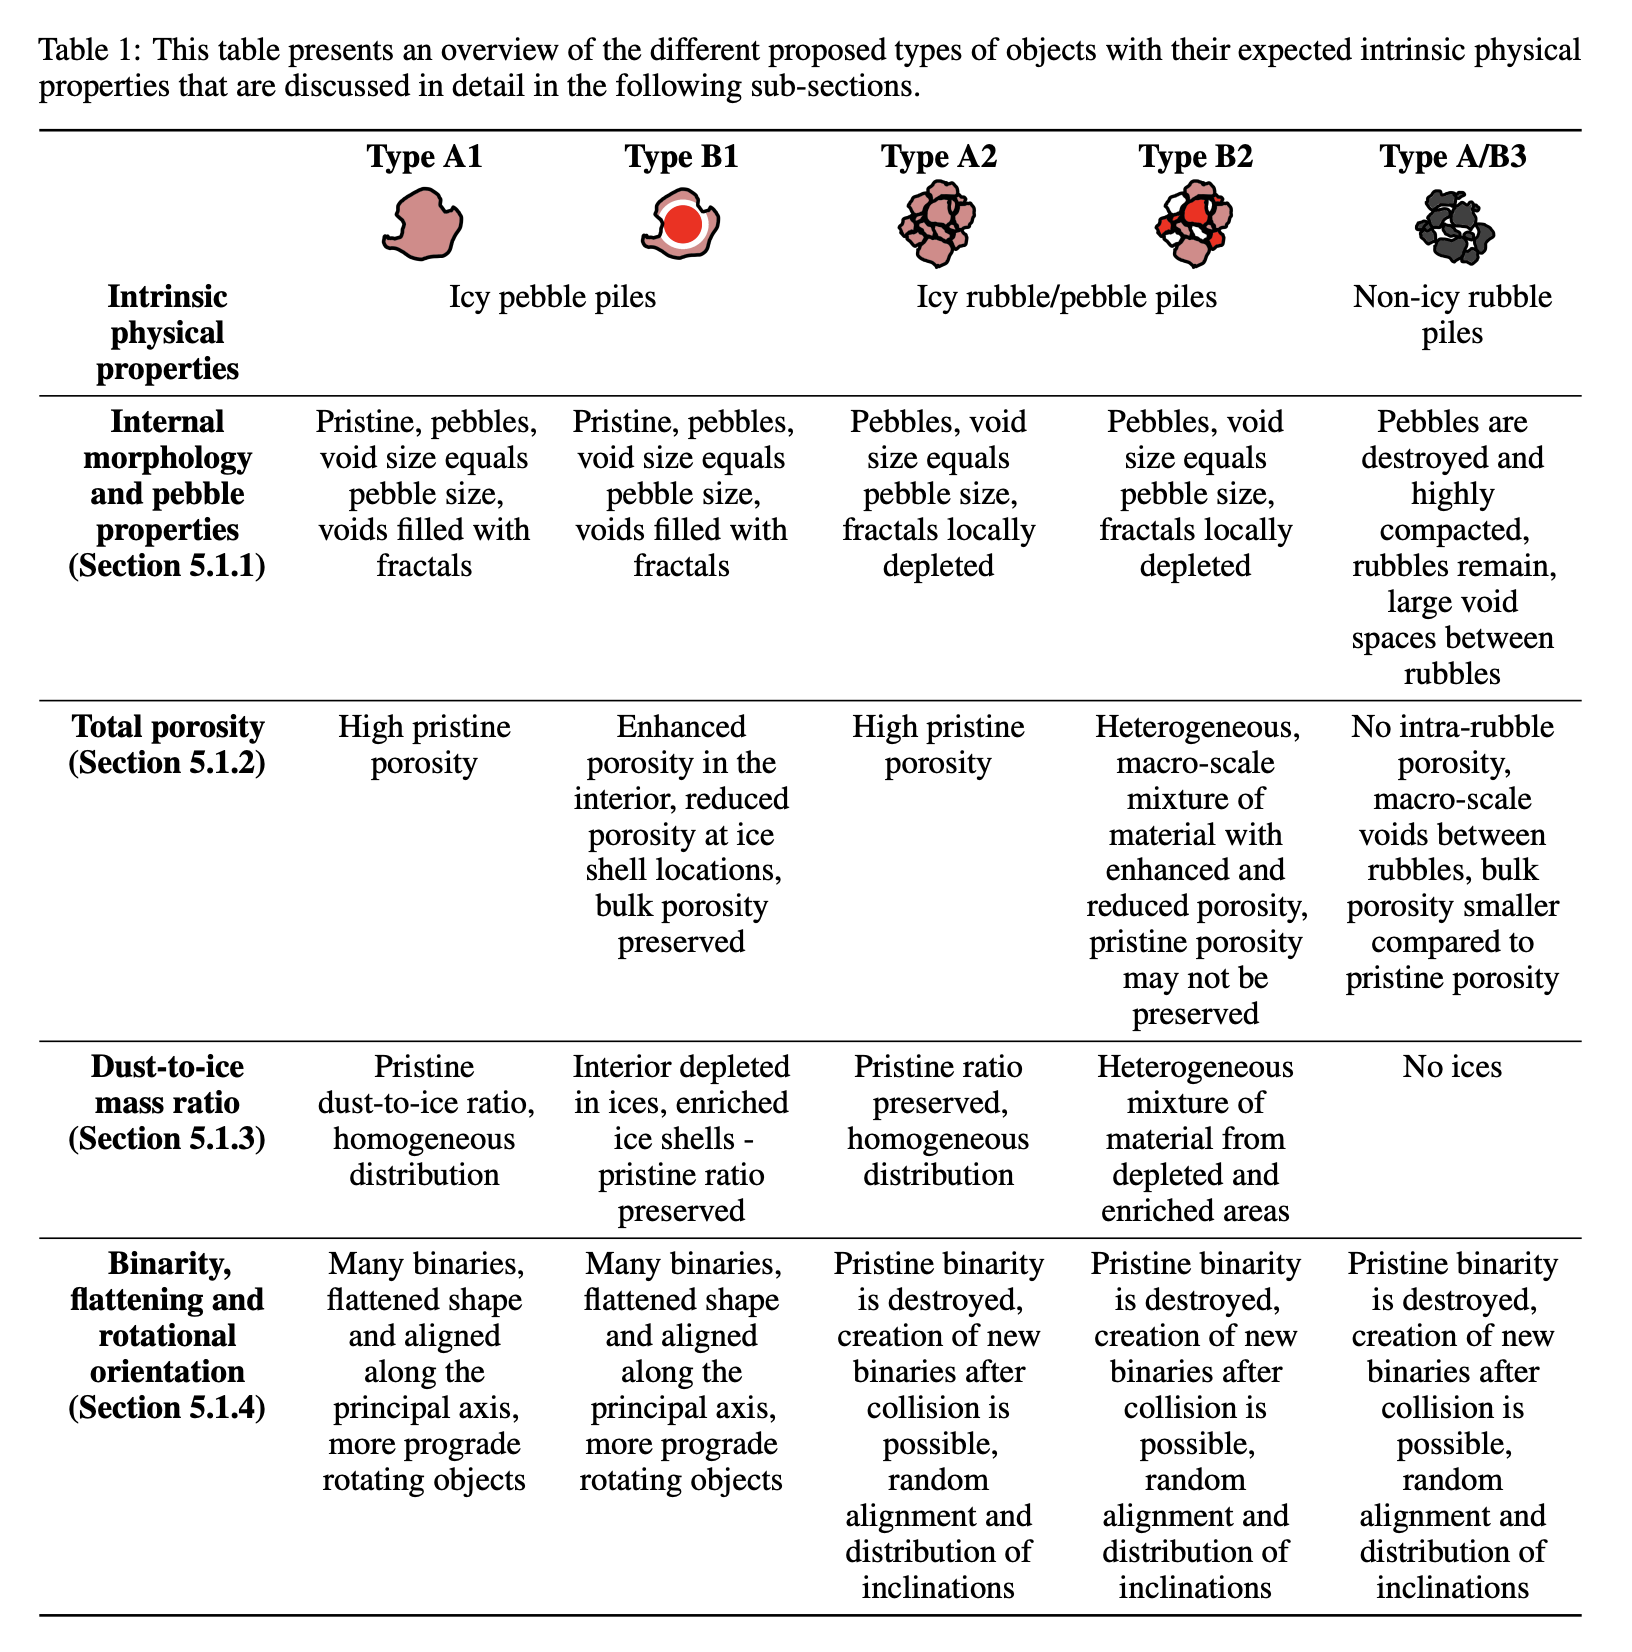 Table 1: This table presents an overview of the different proposed types of objects with their expected intrinsic physical
properties that are discussed in detail in the following sub-sections.
Type A1 Type B1 Type A2 Type B2 Type A/B3
Intrinsic
physical
properties
Icy pebble piles
Icy rubble/pebble piles
Non-icy rubble
piles
Internal
morphology
and pebble
properties
(Section 5.1.1)
Pristine, pebbles,
void size equals
pebble size,
voids filled with
fractals
Pristine, pebbles,
void size equals
pebble size,
voids filled with
fractals
Pebbles, void
size equals
pebble size,
fractals locally
depleted
Pebbles, void
size equals
pebble size,
fractals locally
depleted
Pebbles are
destroyed and
highly
compacted,
rubbles remain,
large void
spaces between
rubbles
Total porosity
(Section 5.1.2)
High pristine
porosity
Enhanced
porosity in the
interior, reduced
porosity at ice
shell locations,
bulk porosity
preserved
High pristine
porosity
Heterogeneous,
macro-scale
mixture of
material with
enhanced and
reduced porosity,
pristine porosity
may not be
preserved
No intra-rubble
porosity,
macro-scale
voids between
rubbles, bulk
porosity smaller
compared to
pristine porosity
Dust-to-ice
mass ratio
(Section 5.1.3)
Pristine
dust-to-ice ratio,
homogeneous
distribution
Interior depleted
in ices, enriched
ice shells -
pristine ratio
preserved
Pristine ratio
preserved,
homogeneous
distribution
Heterogeneous
mixture of
material from
depleted and
enriched areas
No ices
Binarity,
flattening and
rotational
orientation
(Section 5.1.4)
Many binaries,
flattened shape
and aligned
along the
principal axis,
more prograde
rotating objects
Many binaries,
flattened shape
and aligned
along the
principal axis,
more prograde
rotating objects
Pristine binarity
is destroyed,
creation of new
binaries after
collision is
possible,
random
alignment and
distribution of
inclinations
Pristine binarity
is destroyed,
creation of new
binaries after
collision is
possible,
random
alignment and
distribution of
inclinations
Pristine binarity
is destroyed,
creation of new
binaries after
collision is
possible,
random
alignment and
distribution of
inclinations